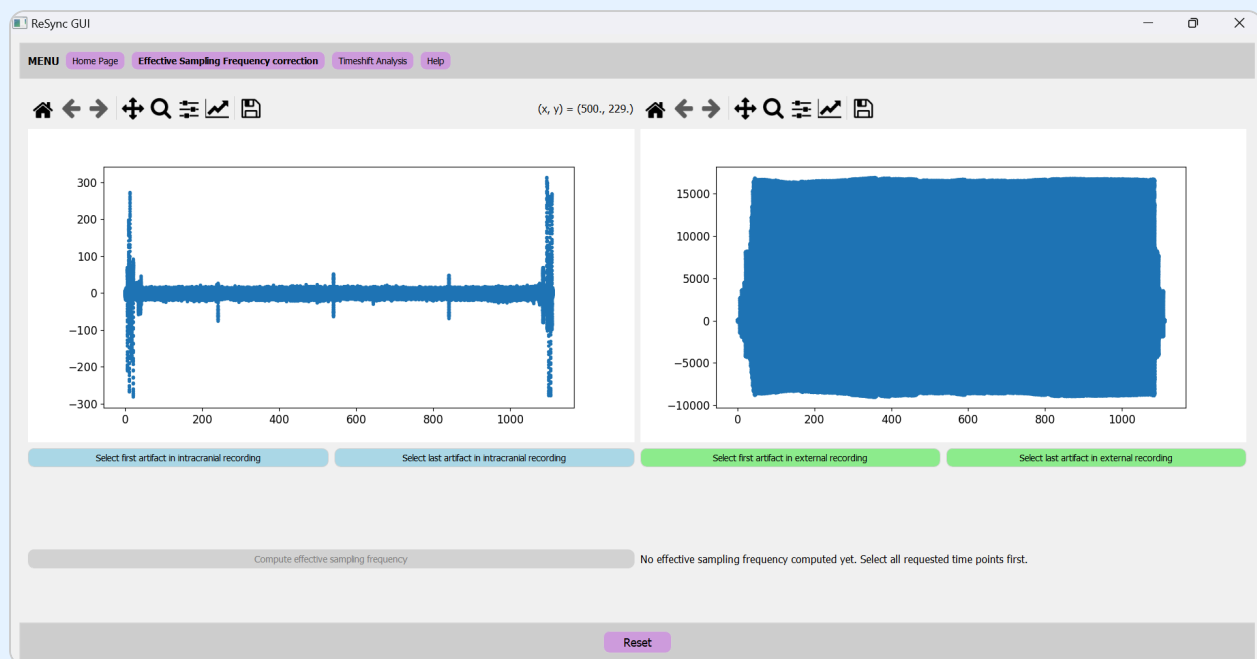 ReSync GUI
MENU Home Page Effective Sampling Frequency correction Timeshift Analysis Help
(x, y) = (500., 229.)
300
200
100
0
−100
−200
−300
0 200 400 600 800 1000
15000
10000
5000
0
−5000
−10000
0 200 400 600 800 1000
Select first artifact in intracranial recording Select last artifact in intracranial recording Select first artifact in external recording Select last artifact in external recording
Compute effective sampling frequency No effective sampling frequency computed yet. Select all requested time points first.
Reset